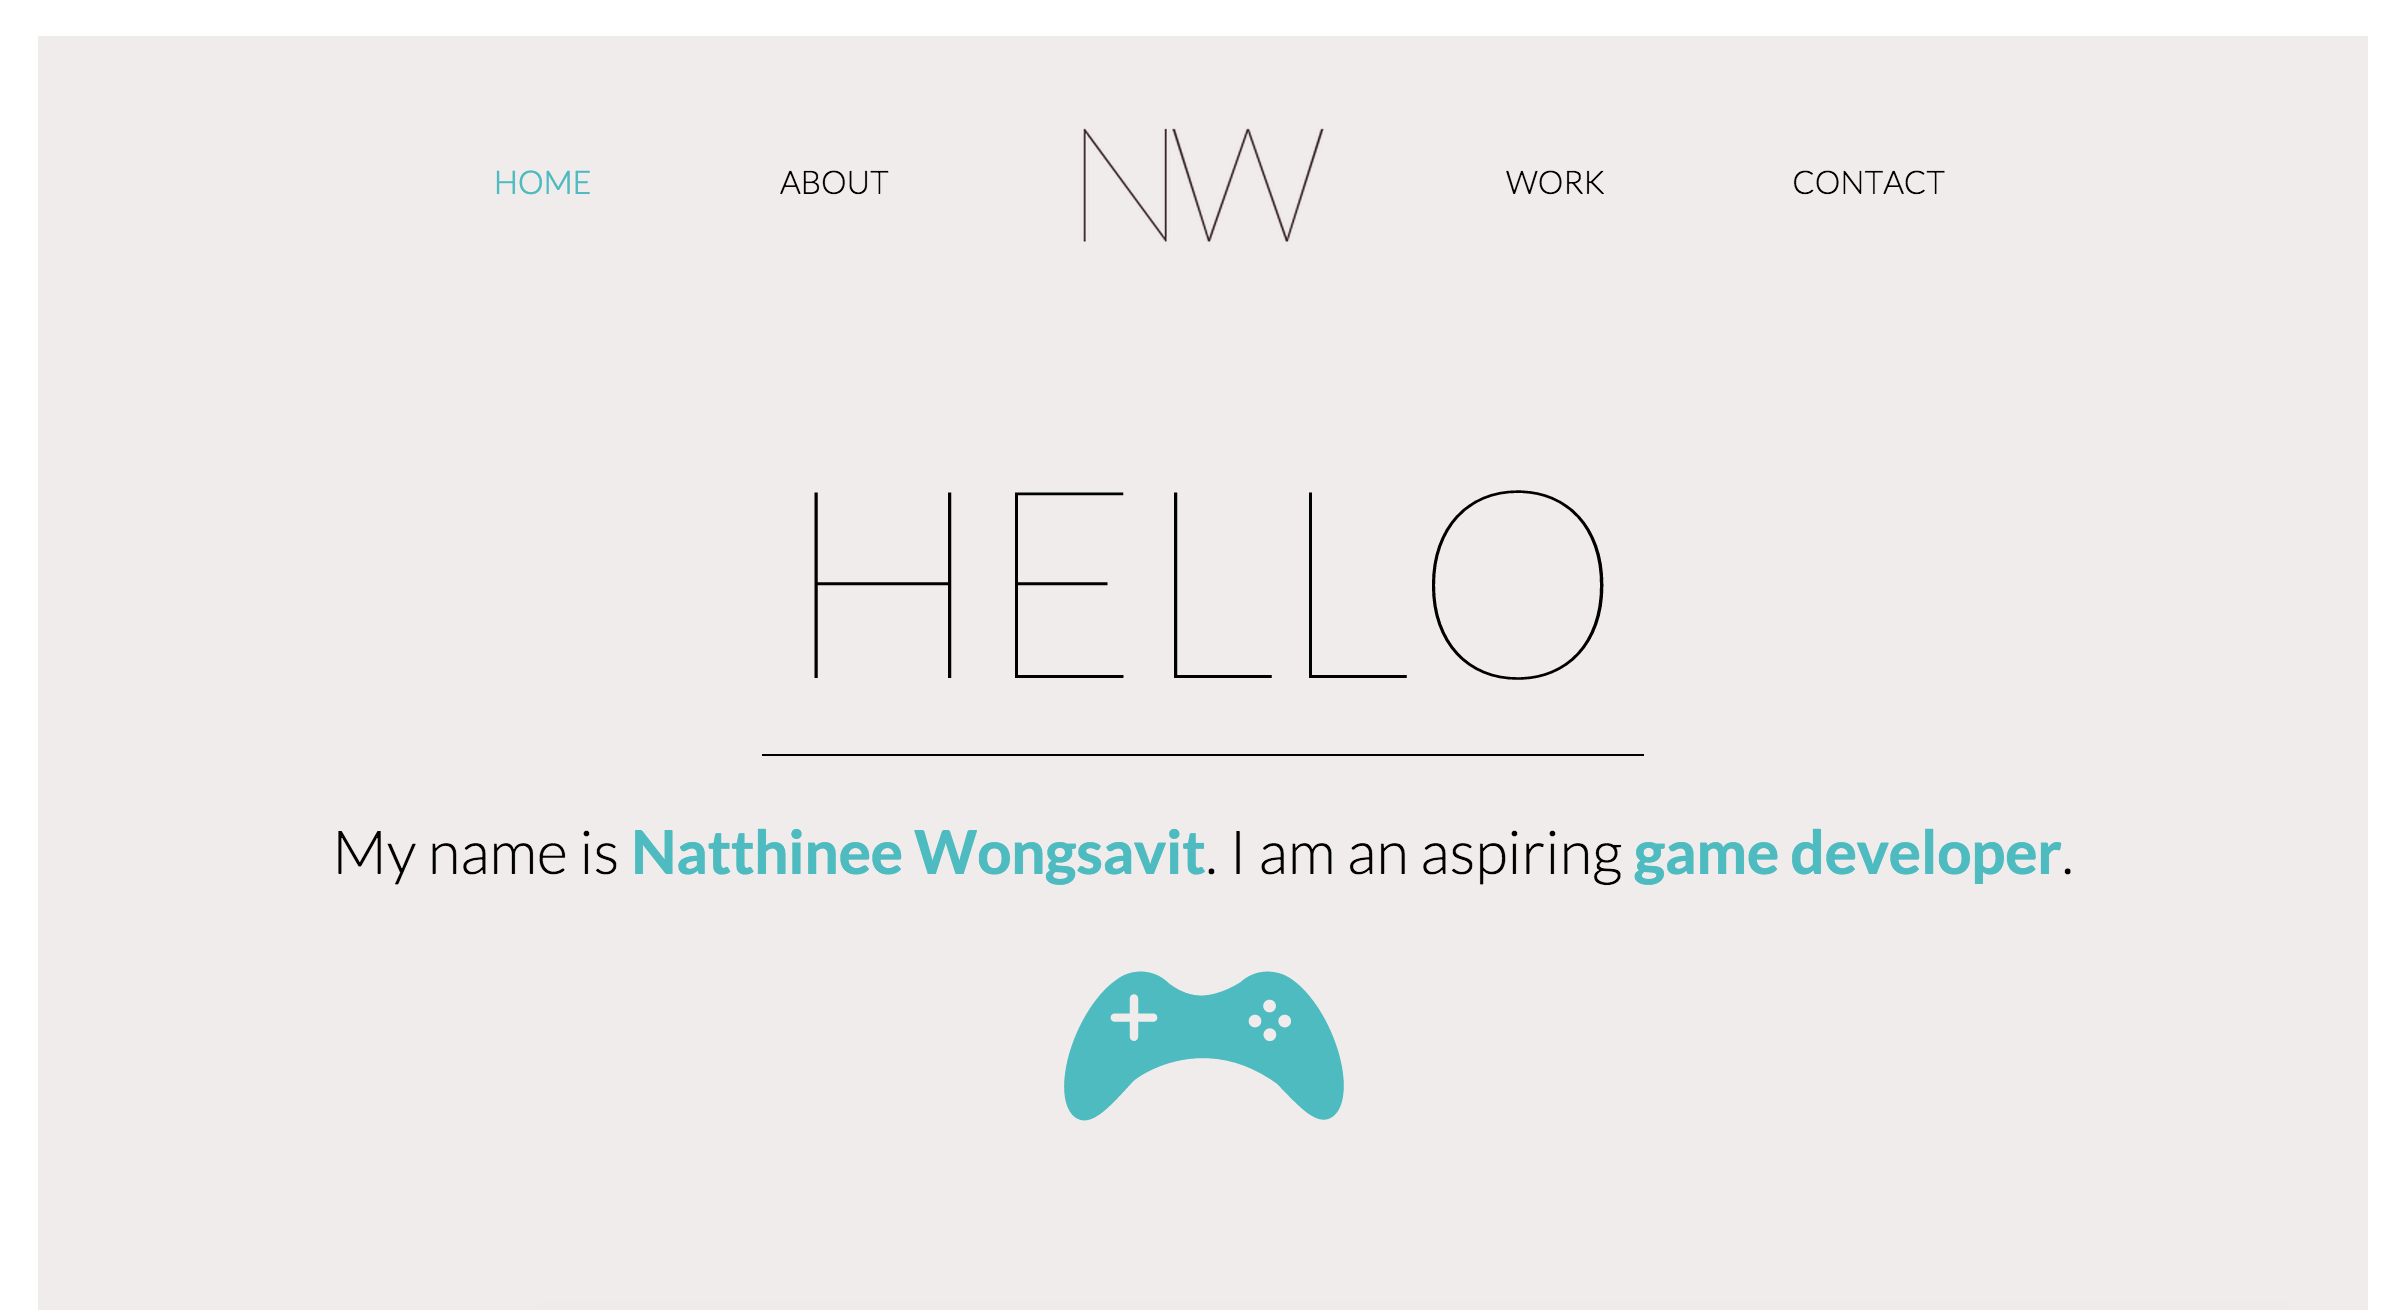 HOME ABOUT NW WORK CONTACT
HELLO
My name is Natthinee Wongsavit. I am an aspiring game developer.